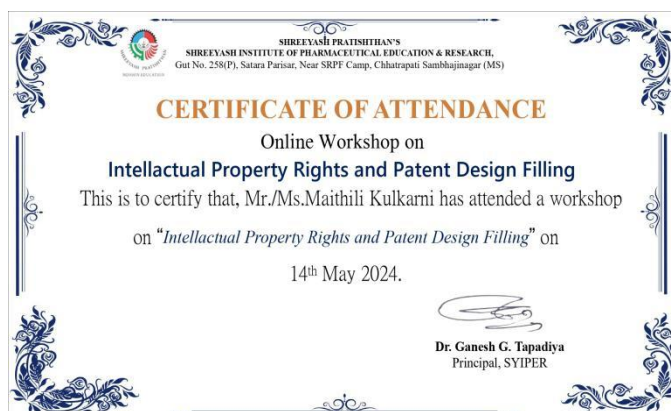 SHREEYASH PRATISHTHAN'S
SHREEYASH INSTITUTE OF PHARMACEUTICAL EDUCATION & RESEARCH,
Gut No. 258(P), Satara Parisar, Near SRPF Camp, Chhatrapati Sambhajinagar (MS)
SHREEYASH PRATISHTHAN
CERTIFICATE OF ATTENDANCE
Online Workshop on
Intellactual Property Rights and Patent Design Filling
This is to certify that, Mr./Ms.Maithili Kulkarni has attended a workshop
on "Intellactual Property Rights and Patent Design Filling" on
14th May 2024.
Dr. Ganesh G. Tapadiya
Principal, SYIPER